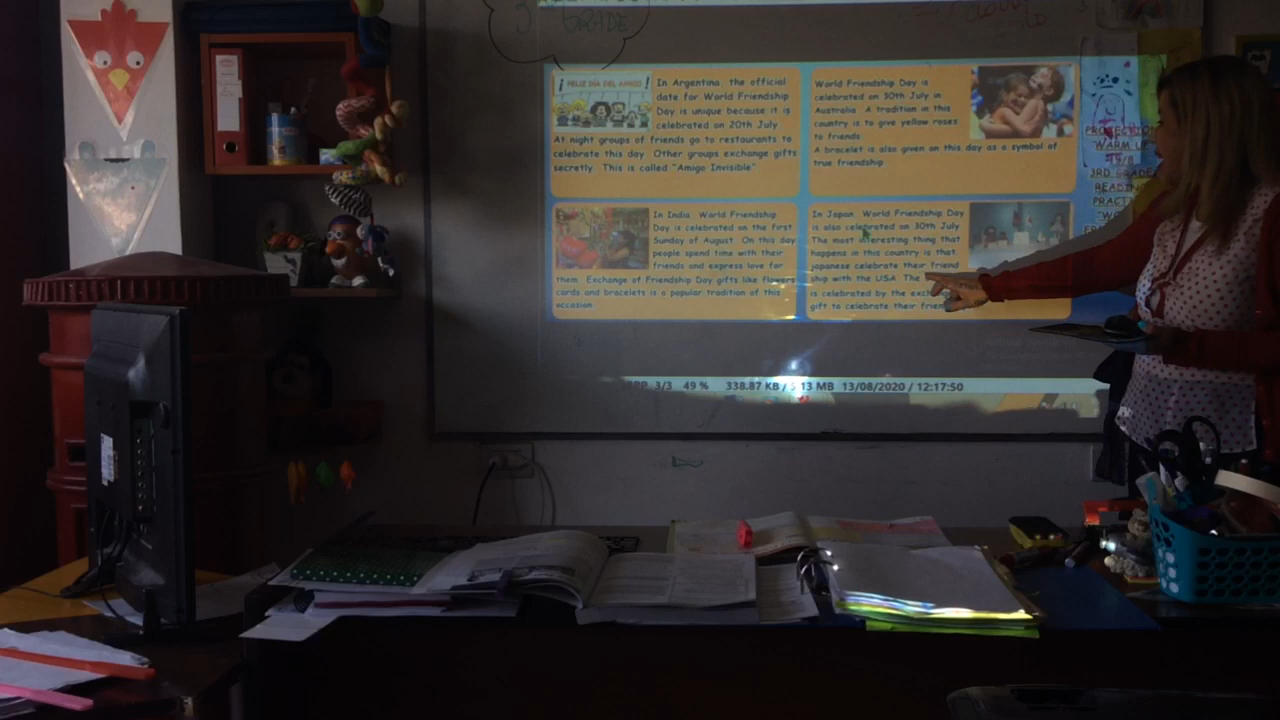 3° GRADE
¡ FELIZ DÍA DEL AMIGO !
In Argentina, the official
date for World Friendship
Day is unique because it is
celebrated on 20th July.
At night groups of friends go to restaurants to
celebrate this day. Other groups exchange gifts
secretly. This is called "Amigo Invisible"
World Friendship Day is
celebrated on 30th July in
Australia. A tradition in this
country is to give yellow roses
to friends.
A bracelet is also given on this day as a symbol of
true friendship
In India World Friendship
Day is celebrated on the first
Sunday of August. On this day
people spend time with their
friends and express love for
them. Exchange of Friendship Day gifts like flowers
cards and bracelets is a popular tradition of this
occasion
In Japan World Friendship Day
is also celebrated on 30th July.
The most interesting thing that
happens in this country is that
japanese celebrate their friend
ship with the USA. The
is celebrated by the
gift to celebrate their
3/3 49 % 338.87 KB / 13 MB 13/08/2020 / 12:17:50
WARM UP
3RD GRADE
READING